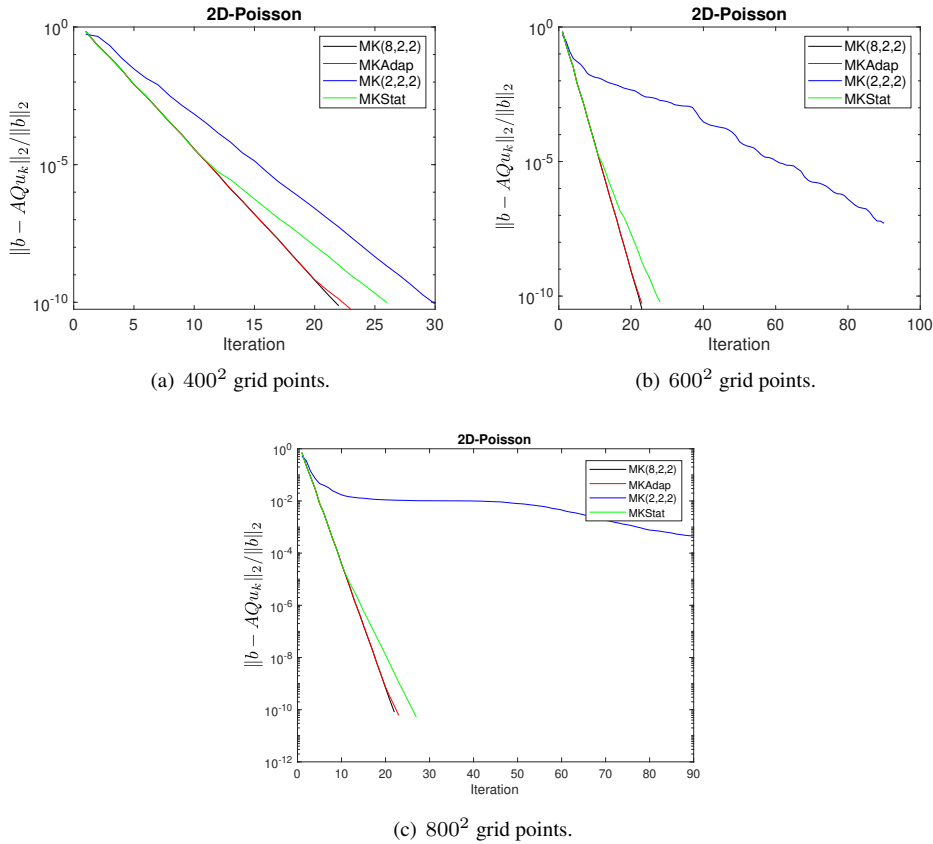 2D-Poisson
10^0
10^-5
10^-10
‖b − AQu_k‖_2/‖b‖_2
MK(8,2,2)
MKAdap
MK(2,2,2)
MKStat
0 5 10 15 20 25 30
Iteration
(a) 400^2 grid points.
2D-Poisson
10^0
10^-5
10^-10
‖b − AQu_k‖_2/‖b‖_2
MK(8,2,2)
MKAdap
MK(2,2,2)
MKStat
0 20 40 60 80 100
Iteration
(b) 600^2 grid points.
2D-Poisson
10^0
10^-2
10^-4
10^-6
10^-8
10^-10
10^-12
‖b − AQu_k‖_2/‖b‖_2
MK(8,2,2)
MKAdap
MK(2,2,2)
MKStat
0 10 20 30 40 50 60 70 80 90
Iteration
(c) 800^2 grid points.